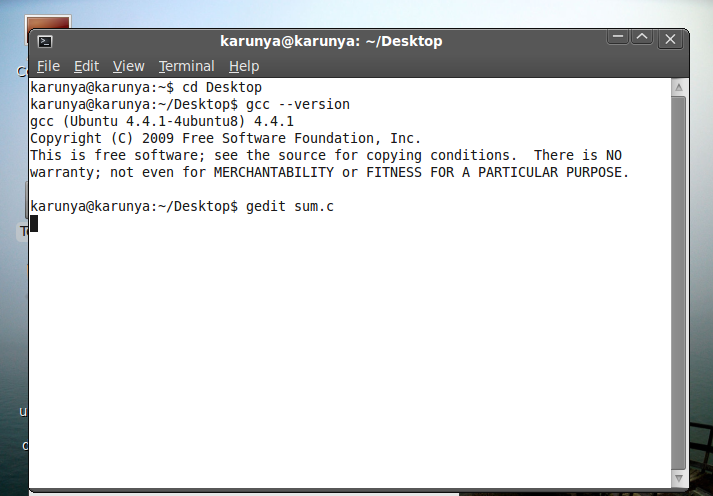 karunya@karunya: ~/Desktop
File Edit View Terminal Help
karunya@karunya:~$ cd Desktop
karunya@karunya:~/Desktop$ gcc --version
gcc (Ubuntu 4.4.1-4ubuntu8) 4.4.1
Copyright (C) 2009 Free Software Foundation, Inc.
This is free software; see the source for copying conditions.  There is NO
warranty; not even for MERCHANTABILITY or FITNESS FOR A PARTICULAR PURPOSE.
karunya@karunya:~/Desktop$ gedit sum.c